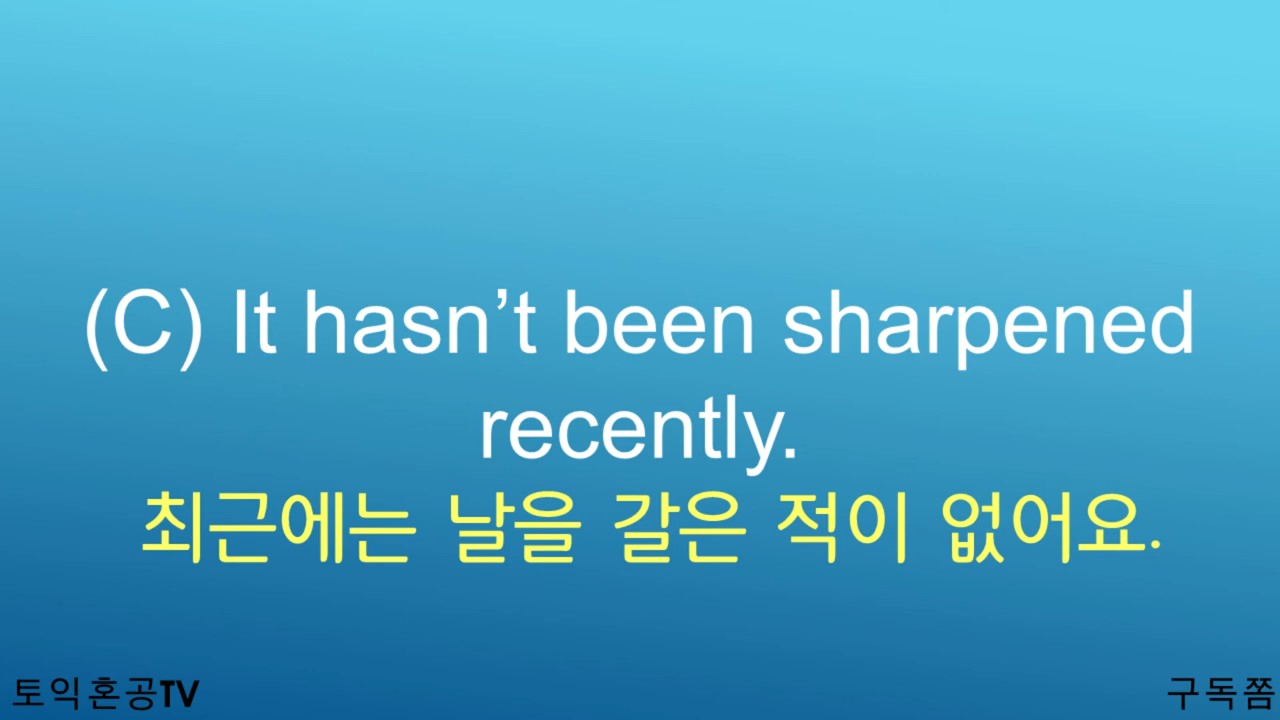 (C) It hasn’t been sharpened
recently.
최근에는 날을 갈은 적이 없어요.
토익혼공TV
구독쫌